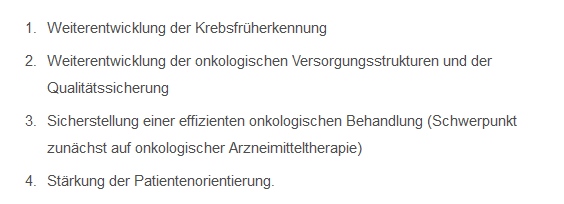 1. Weiterentwicklung der Krebsfrüherkennung
2. Weiterentwicklung der onkologischen Versorgungsstrukturen und der
Qualitätssicherung
3. Sicherstellung einer effizienten onkologischen Behandlung (Schwerpunkt
zunächst auf onkologischer Arzneimitteltherapie)
4. Stärkung der Patientenorientierung.